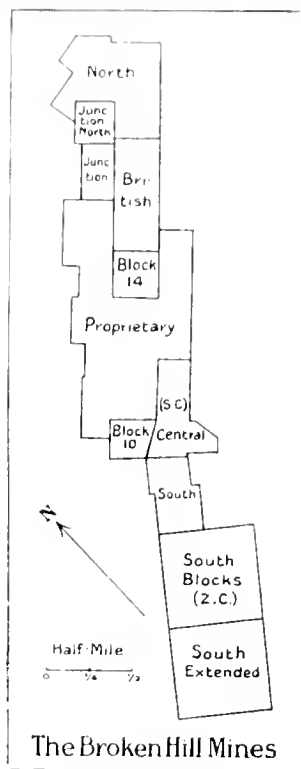 North
Junc
tion
North
Junc
tion
Bri-
tish
Block
14
Proprietary
(S.C)
Block
10
Central
South
N
South
Blocks
(Z.C.)
South
Extended
Half-Mile
0 1/4 1/2
The Broken Hill Mines